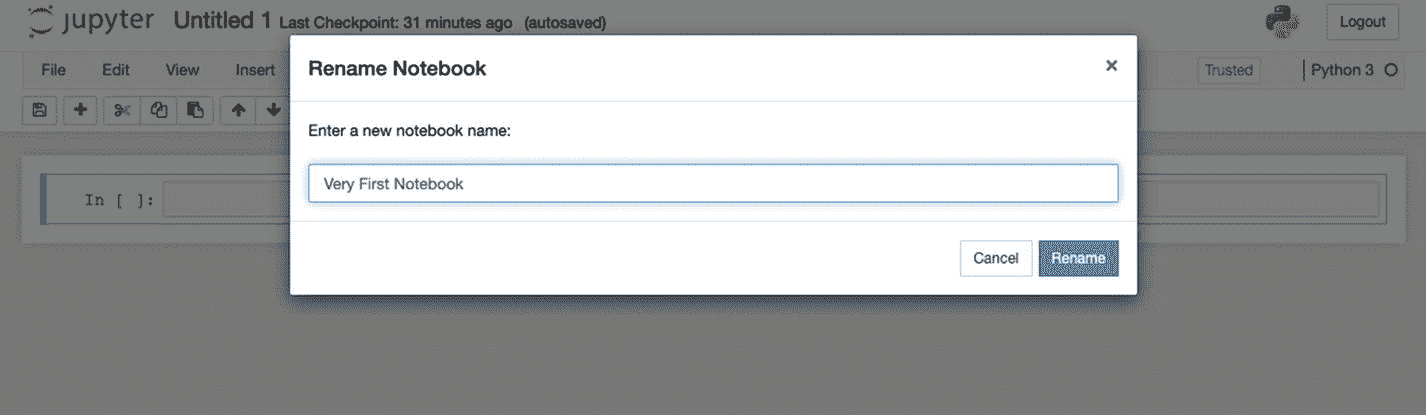 jupyter Untitled 1 Last Checkpoint: 31 minutes ago (autosaved) Logout
Rename Notebook ×
File Edit View Insert Trusted Python 3
Enter a new notebook name:
Very First Notebook
In [ ]:
Cancel Rename